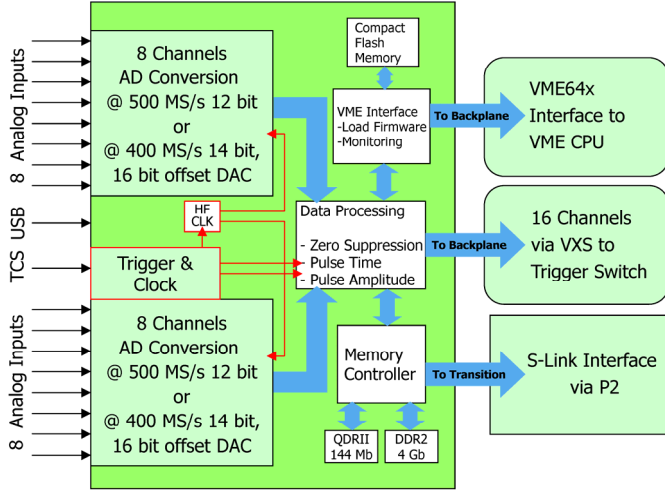 8 Analog Inputs
USB
TCS
8 Analog Inputs
8 Channels
AD Conversion
@ 500 MS/s 12 bit
or
@ 400 MS/s 14 bit,
16 bit offset DAC
HF
CLK
Trigger &
Clock
8 Channels
AD Conversion
@ 500 MS/s 12 bit
or
@ 400 MS/s 14 bit,
16 bit offset DAC
Compact
Flash
Memory
VME Interface
-Load Firmware
-Monitoring
Data Processing
- Zero Suppression
- Pulse Time
- Pulse Amplitude
Memory
Controller
QDRII
144 Mb
DDR2
4 Gb
To Backplane
VME64x
Interface to
VME CPU
To Backplane
16 Channels
via VXS to
Trigger Switch
To Transition
S-Link Interface
via P2